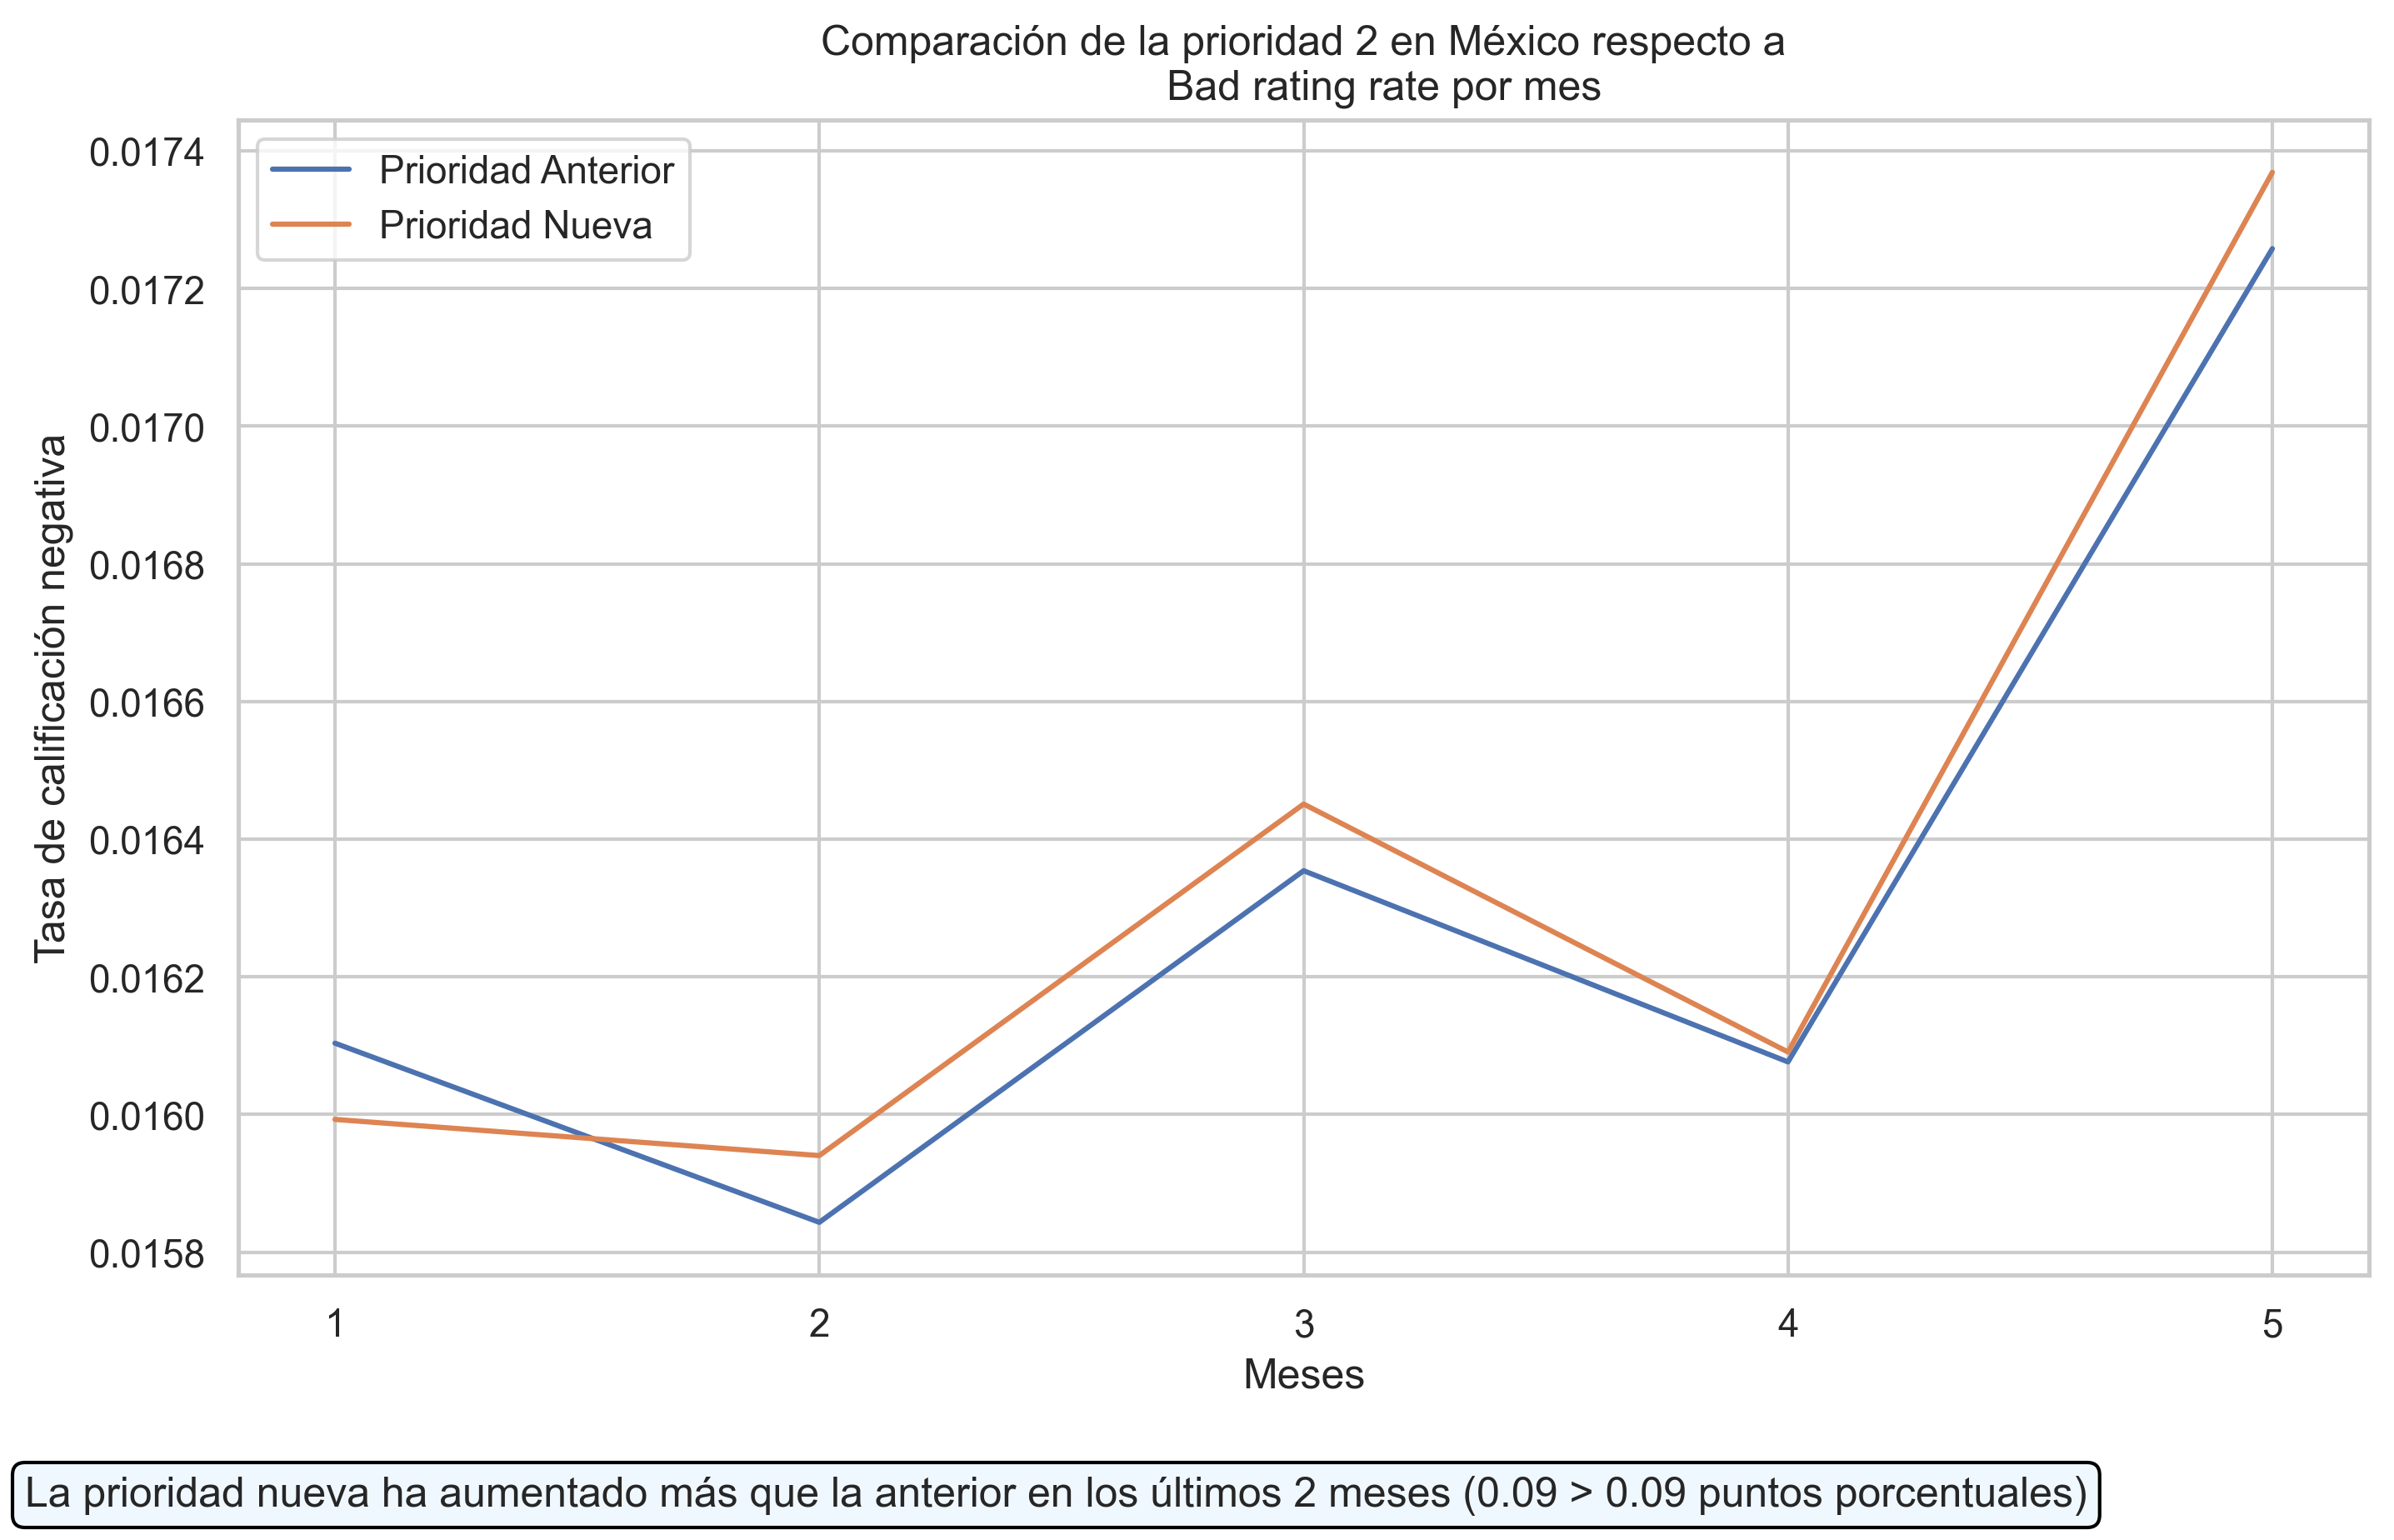 Comparación de la prioridad 2 en México respecto a
Bad rating rate por mes
0.0174
0.0172
0.0170
0.0168
0.0166
0.0164
0.0162
0.0160
0.0158
Tasa de calificación negativa
Prioridad Anterior
Prioridad Nueva
1
2
3
4
5
Meses
La prioridad nueva ha aumentado más que la anterior en los últimos 2 meses (0.09 > 0.09 puntos porcentuales)